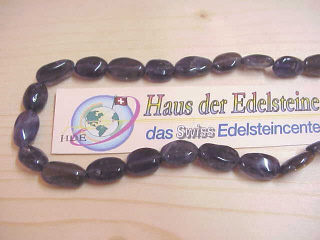 Haus der Edelsteine
das Swiss Edelsteincente
HDE